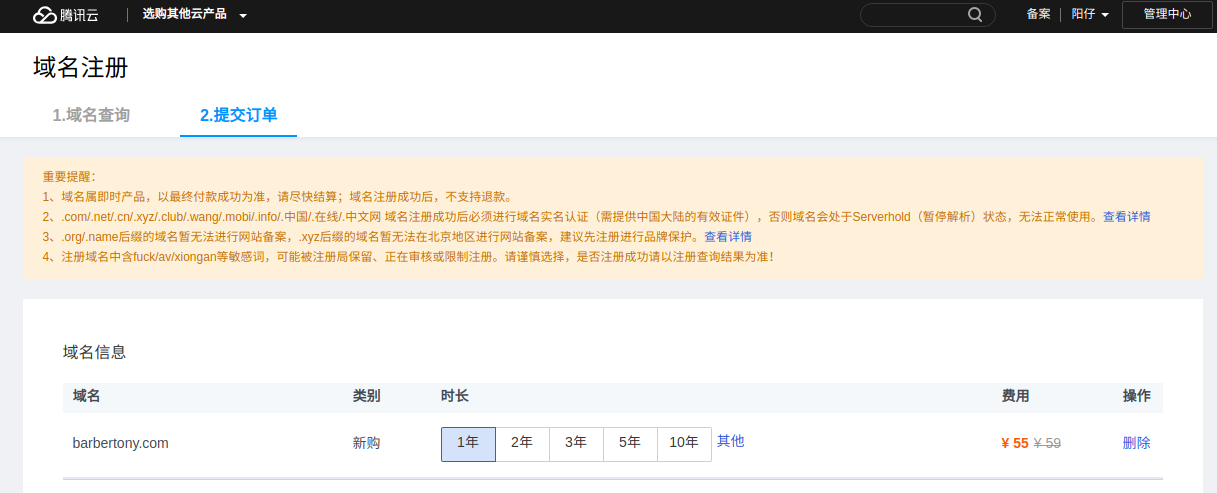 腾讯云 选购其他云产品 备案 阳仔 管理中心
域名注册
1.域名查询 2.提交订单
重要提醒：
1、域名属即时产品，以最终付款成功为准，请尽快结算；域名注册成功后，不支持退款。
2、.com/.net/.cn/.xyz/.club/.wang/.mobi/.info/.中国/.在线/.中文网 域名注册成功后必须进行域名实名认证（需提供中国大陆的有效证件），否则域名会处于Serverhold（暂停解析）状态，无法正常使用。查看详情
3、.org/.name后缀的域名暂无法进行网站备案，.xyz后缀的域名暂无法在北京地区进行网站备案，建议先注册进行品牌保护。查看详情
4、注册域名中含fuck/av/xiongan等敏感词，可能被注册局保留、正在审核或限制注册。请谨慎选择，是否注册成功请以注册查询结果为准！
域名信息
域名 类别 时长 费用 操作
barbertony.com 新购 1年 2年 3年 5年 10年 其他 ¥ 55 ¥ 59 删除